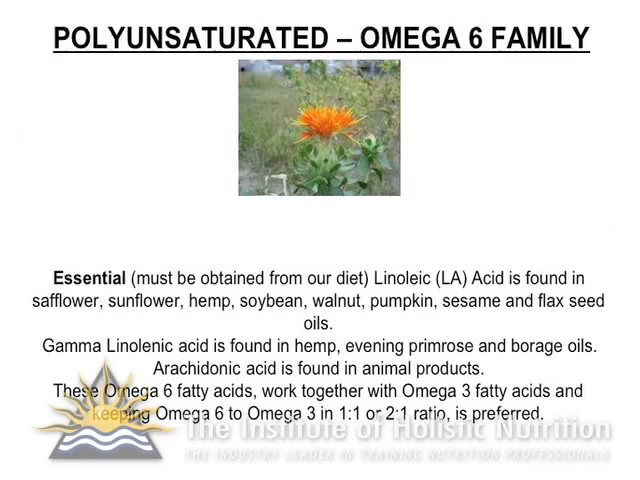 POLYUNSATURATED – OMEGA 6 FAMILY
Essential (must be obtained from our diet) Linoleic (LA) Acid is found in
safflower, sunflower, hemp, soybean, walnut, pumpkin, sesame and flax seed
oils.
Gamma Linolenic acid is found in hemp, evening primrose and borage oils.
Arachidonic acid is found in animal products.
These Omega 6 fatty acids, work together with Omega 3 fatty acids and
keeping Omega 6 to Omega 3 in 1:1 or 2:1 ratio, is preferred.
The Institute of Holistic Nutrition
THE INDUSTRY LEADER IN TRAINING NUTRITION PROFESSIONALS